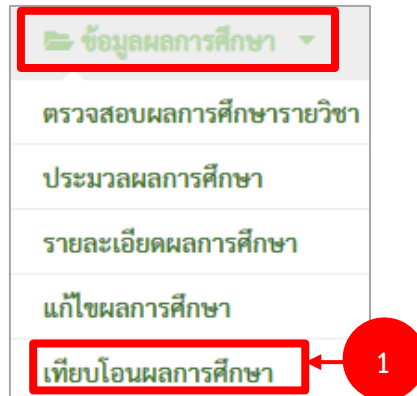 ข้อมูลผลการศึกษา
ตรวจสอบผลการศึกษารายวิชา
ประมวลผลการศึกษา
รายละเอียดผลการศึกษา
แก้ไขผลการศึกษา
เทียบโอนผลการศึกษา 1